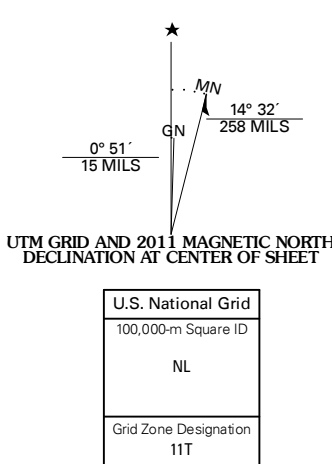 MN
GN
14° 32´
258 MILS
0° 51´
15 MILS
UTM GRID AND 2011 MAGNETIC NORTH
DECLINATION AT CENTER OF SHEET
U.S. National Grid
100,000-m Square ID
NL
Grid Zone Designation
11T